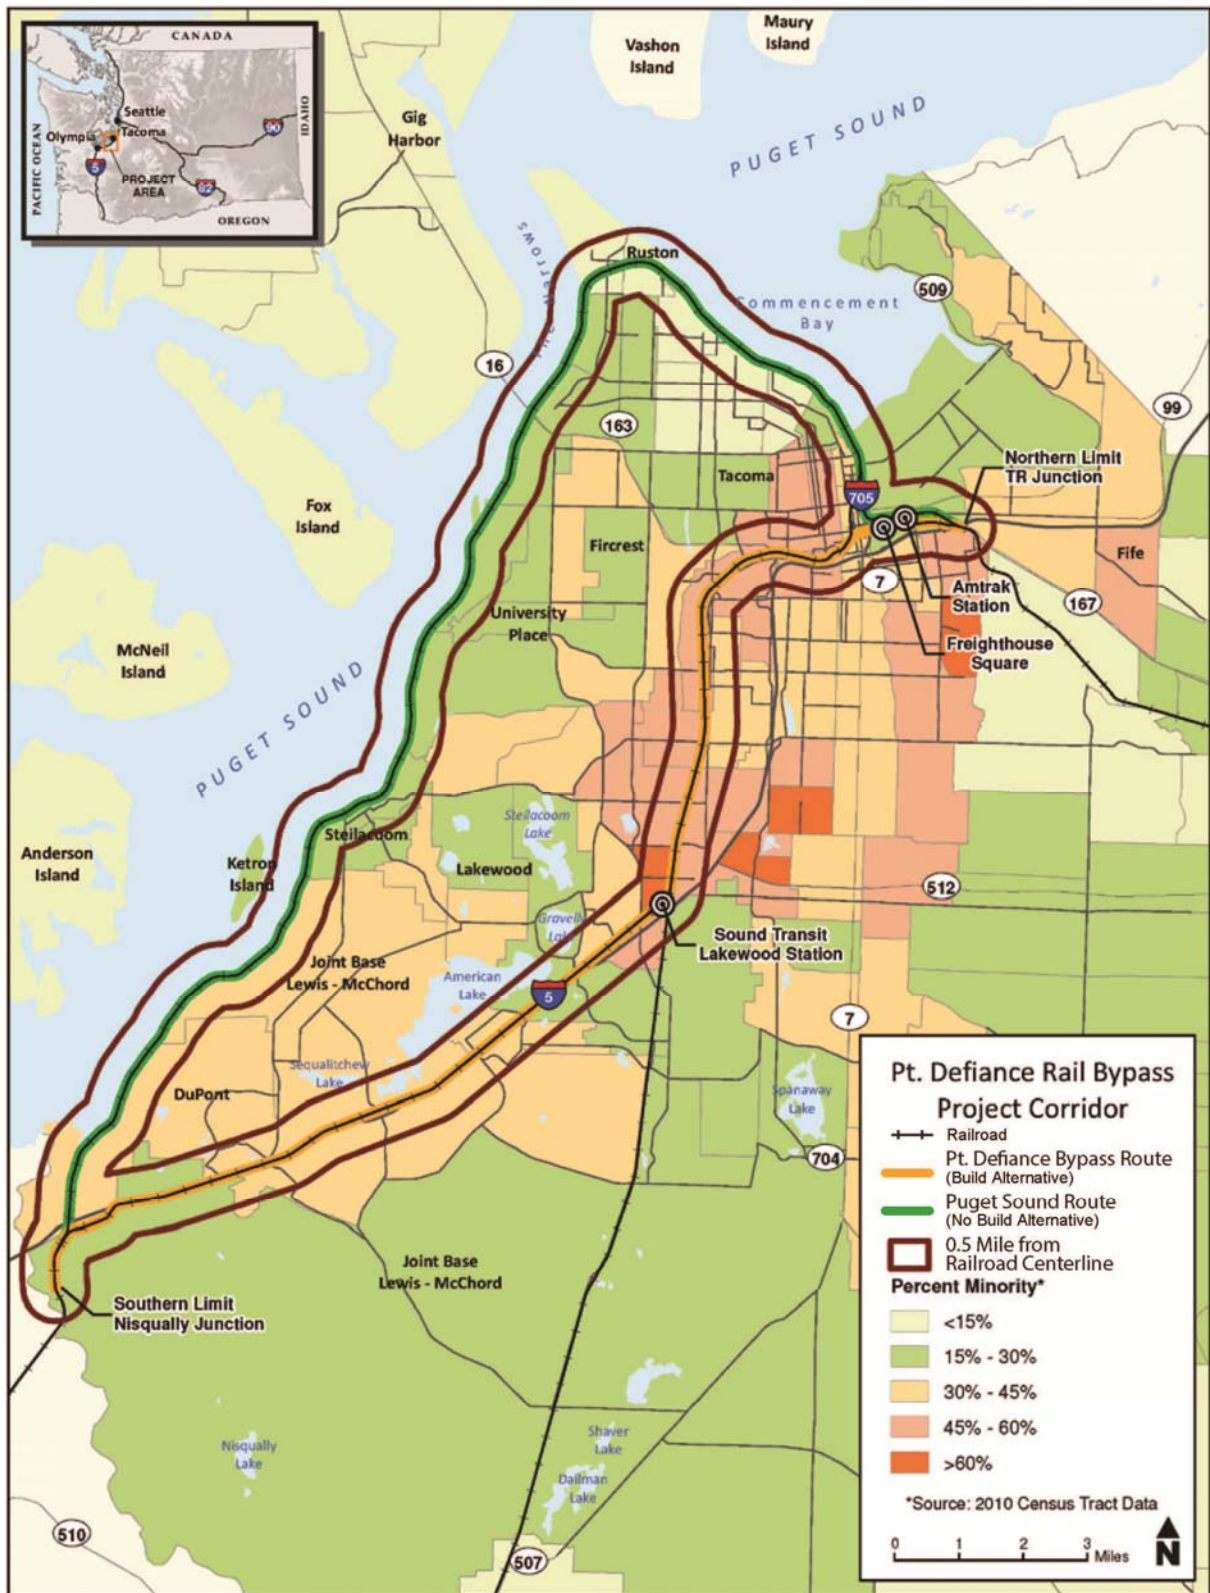 CANADA
Seattle
Tacoma
Olympia
90
5
82
PACIFIC OCEAN
IDAHO
PROJECT
AREA
OREGON
Maury
Island
Vashon
Island
Gig
Harbor
PUGET SOUND
The Narrows
Ruston
Commencement
Bay
509
16
99
163
Tacoma
Northern Limit
TR Junction
705
Fox
Island
Fircrest
Fife
7
Amtrak
Station
167
University
Place
Freighthouse
Square
McNeil
Island
PUGET SOUND
Steilacoom
Lake
Steilacoom
Anderson
Island
Ketron
Island
Lakewood
512
Gravelly
Lake
Sound Transit
Lakewood Station
Joint Base
Lewis - McChord
American
Lake
5
7
Sequalitchew
Lake
DuPont
Spanaway
Lake
704
Joint Base
Lewis - McChord
Southern Limit
Nisqually Junction
Nisqually
Lake
Shaver
Lake
Dailman
Lake
510
507
Pt. Defiance Rail Bypass
Project Corridor
Railroad
Pt. Defiance Bypass Route
(Build Alternative)
Puget Sound Route
(No Build Alternative)
0.5 Mile from
Railroad Centerline
Percent Minority*
<15%
15% - 30%
30% - 45%
45% - 60%
>60%
*Source: 2010 Census Tract Data
0 1 2 3 Miles
N